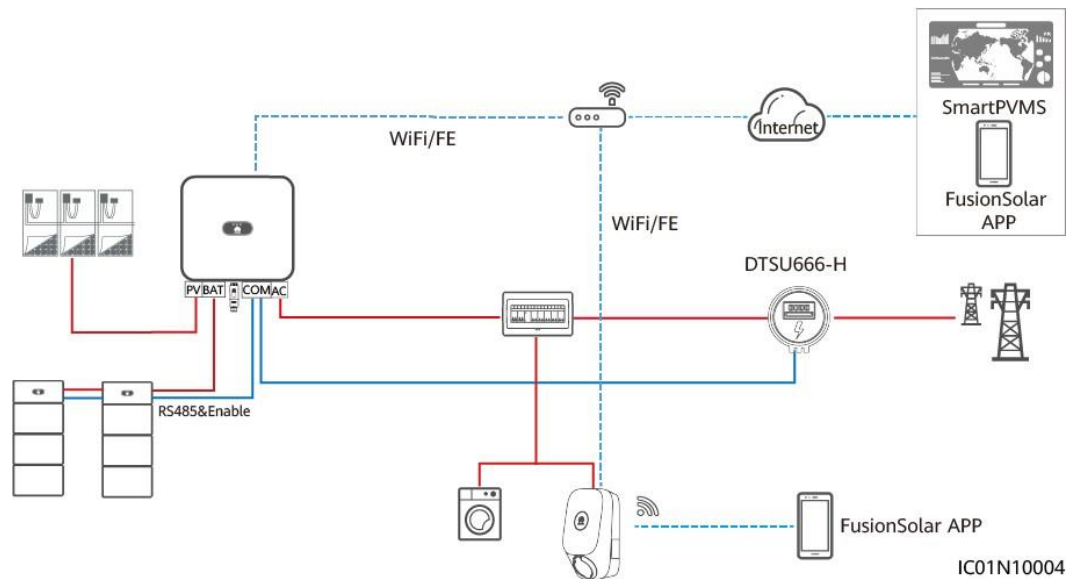 SmartPVMS
FusionSolar
APP
Internet
WiFi/FE
WiFi/FE
DTSU666-H
PV
BAT
COM
AC
RS485&Enable
FusionSolar APP
IC01N10004